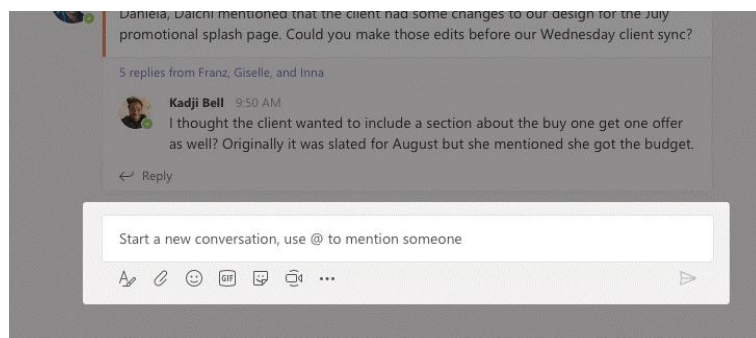 Daniela, Daichi mentioned that the client had some changes to our design for the July
promotional splash page. Could you make those edits before our Wednesday client sync?
5 replies from Franz, Giselle, and Inna
Kadji Bell 9:50 AM
I thought the client wanted to include a section about the buy one get one offer
as well? Originally it was slated for August but she mentioned she got the budget.
Reply
Start a new conversation, use @ to mention someone
GIF